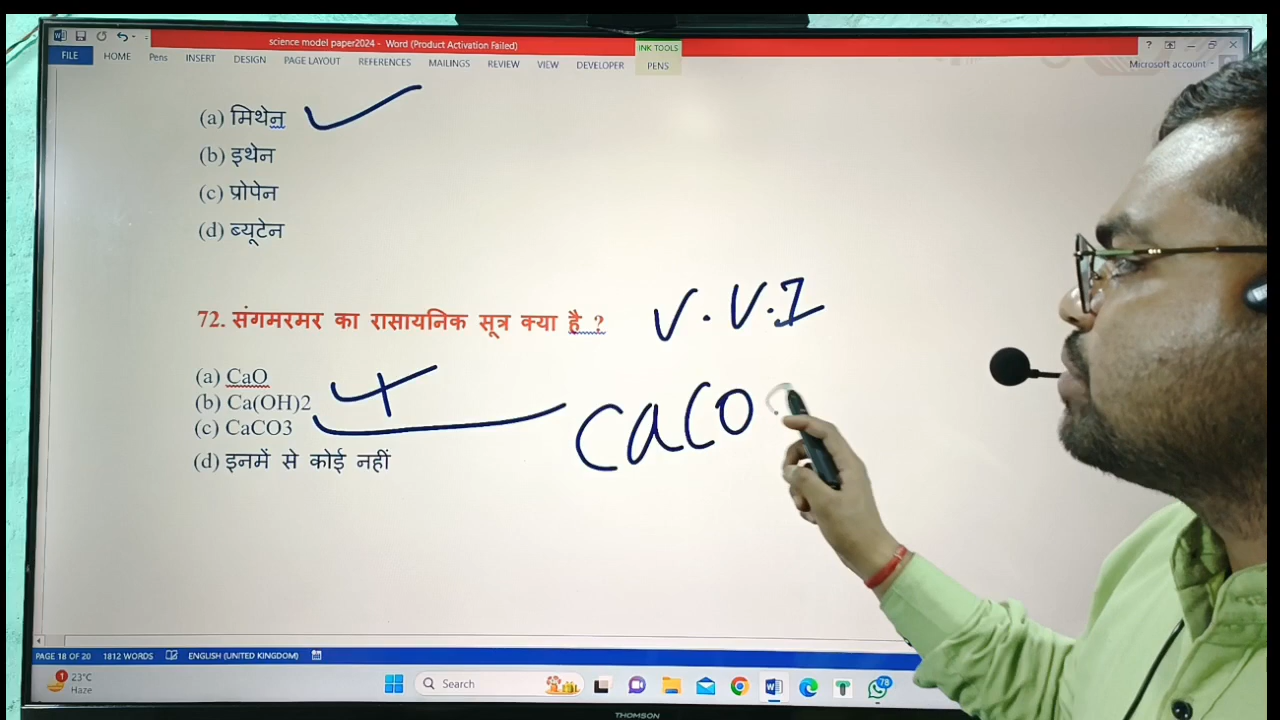 science model paper2024 - Word (Product Activation Failed)
INK TOOLS
FILE HOME Pens INSERT DESIGN PAGE LAYOUT REFERENCES MAILINGS REVIEW VIEW DEVELOPER PENS
Microsoft account
(a) मिथेन
(b) इथेन
(c) प्रोपेन
(d) ब्यूटेन
72. संगमरमर का रासायनिक सूत्र क्या है ?
V.V.I
(a) CaO
(b) Ca(OH)2
(c) CaCO3
CaCO
(d) इनमें से कोई नहीं
PAGE 18 OF 20 1812 WORDS ENGLISH (UNITED KINGDOM)
1 23°C
Haze
Search
78
THOMSON